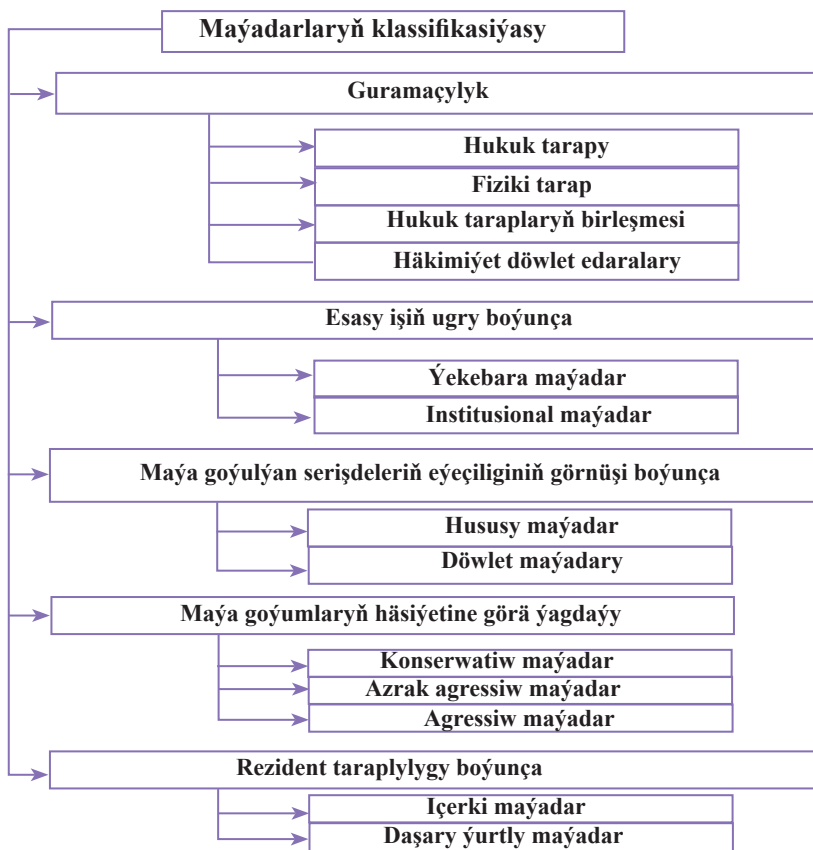 Maýadarlaryň klassifikasiýasy
Guramaçylyk
Hukuk tarapy
Fiziki tarap
Hukuk taraplaryň birleşmesi
Häkimiýet döwlet edaralary
Esasy işiň ugry boýunça
Ýekebara maýadar
Institusional maýadar
Maýa goýulýan serişdeleriň eýeçiliginiň görnüşi boýunça
Hususy maýadar
Döwlet maýadary
Maýa goýumlaryň häsiýetine görä ýagdaýy
Konserwatiw maýadar
Azrak agressiw maýadar
Agressiw maýadar
Rezident taraplylygy boýunça
Içerki maýadar
Daşary ýurtly maýadar